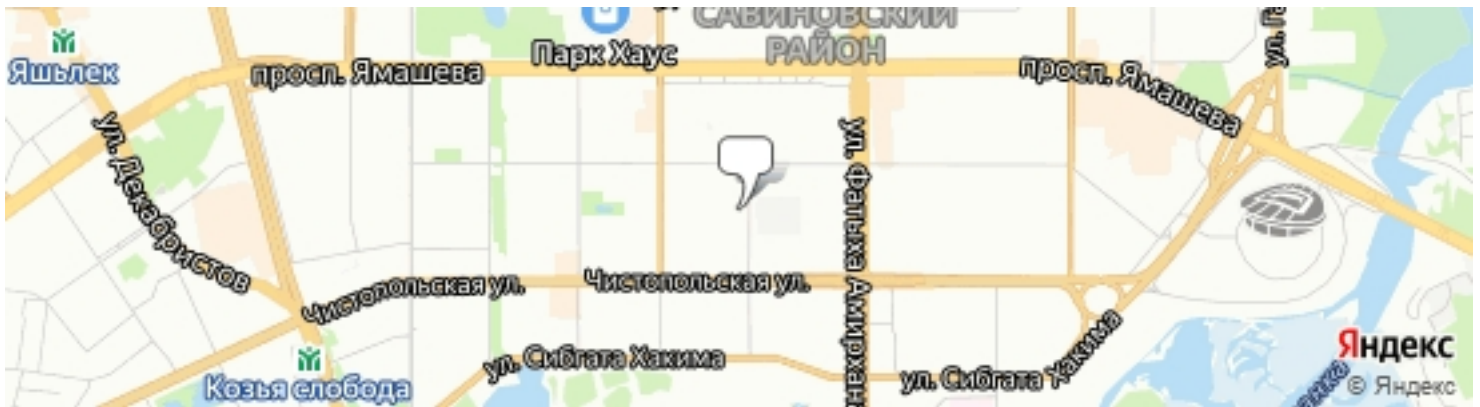 САВИНОВСКИЙ
РАЙОН
Парк Хаус
Яшьлек
просп. Ямашева
просп. Ямашева
ул. Декабристов
ул. Фатыха Амирхана
Чистопольская ул.
Чистопольская ул.
ул. Сибгата Хакима
ул. Сибгата Хакима
Козья слобода
Яндекс
© Яндекс